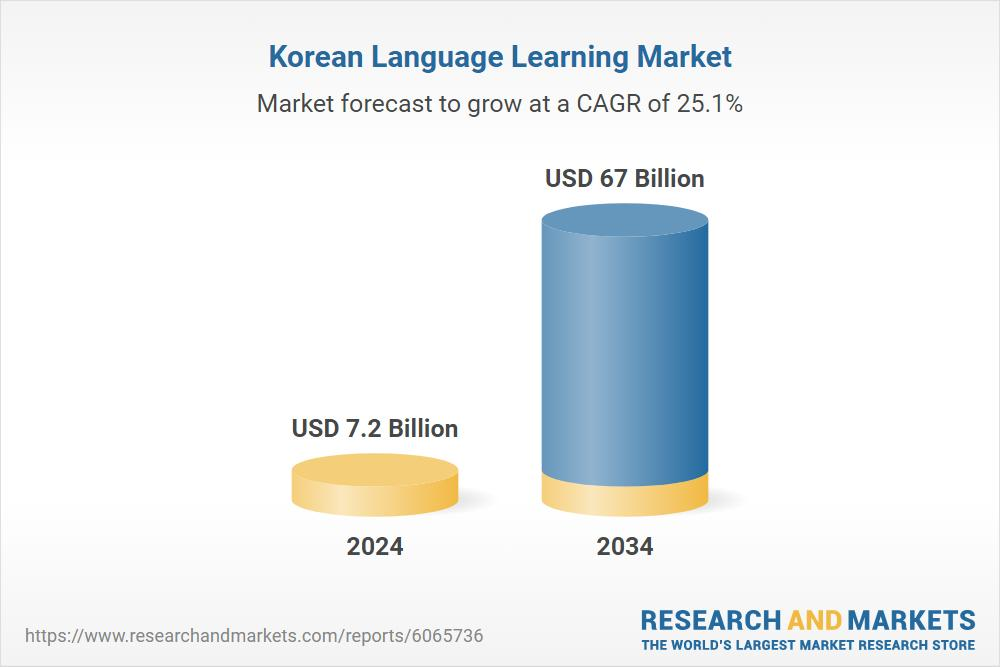 Korean Language Learning Market
Market forecast to grow at a CAGR of 25.1%
USD 67 Billion
USD 7.2 Billion
2024
2034
https://www.researchandmarkets.com/reports/6065736
RESEARCH AND MARKETS
THE WORLD'S LARGEST MARKET RESEARCH STORE